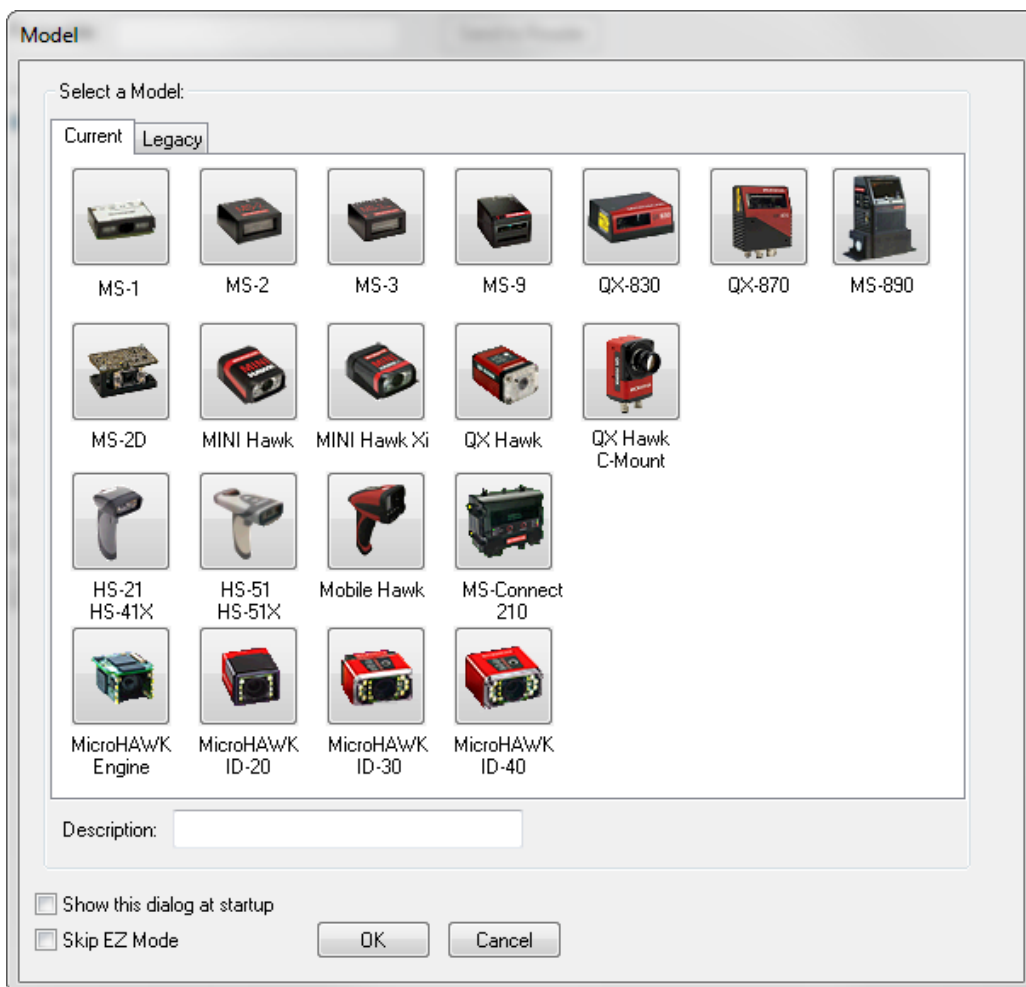 Model
Select a Model:
Current Legacy
MS-1 MS-2 MS-3 MS-9 QX-830 QX-870 MS-890
MS-2D MINI Hawk MINI Hawk Xi QX Hawk QX Hawk
C-Mount
HS-21 HS-51 Mobile Hawk MS-Connect
HS-41X HS-51X 210
MicroHAWK MicroHAWK MicroHAWK MicroHAWK
Engine ID-20 ID-30 ID-40
Description:
Show this dialog at startup
Skip EZ Mode OK Cancel